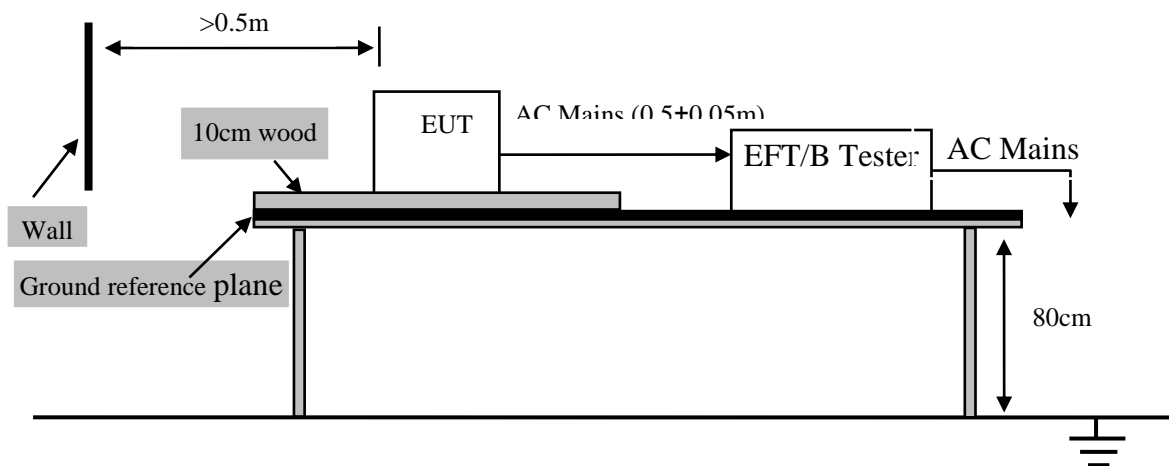 >0.5m
10cm wood
EUT
AC Mains (0.5±0.05m)
EFT/B Tester
AC Mains
Wall
Ground reference plane
80cm